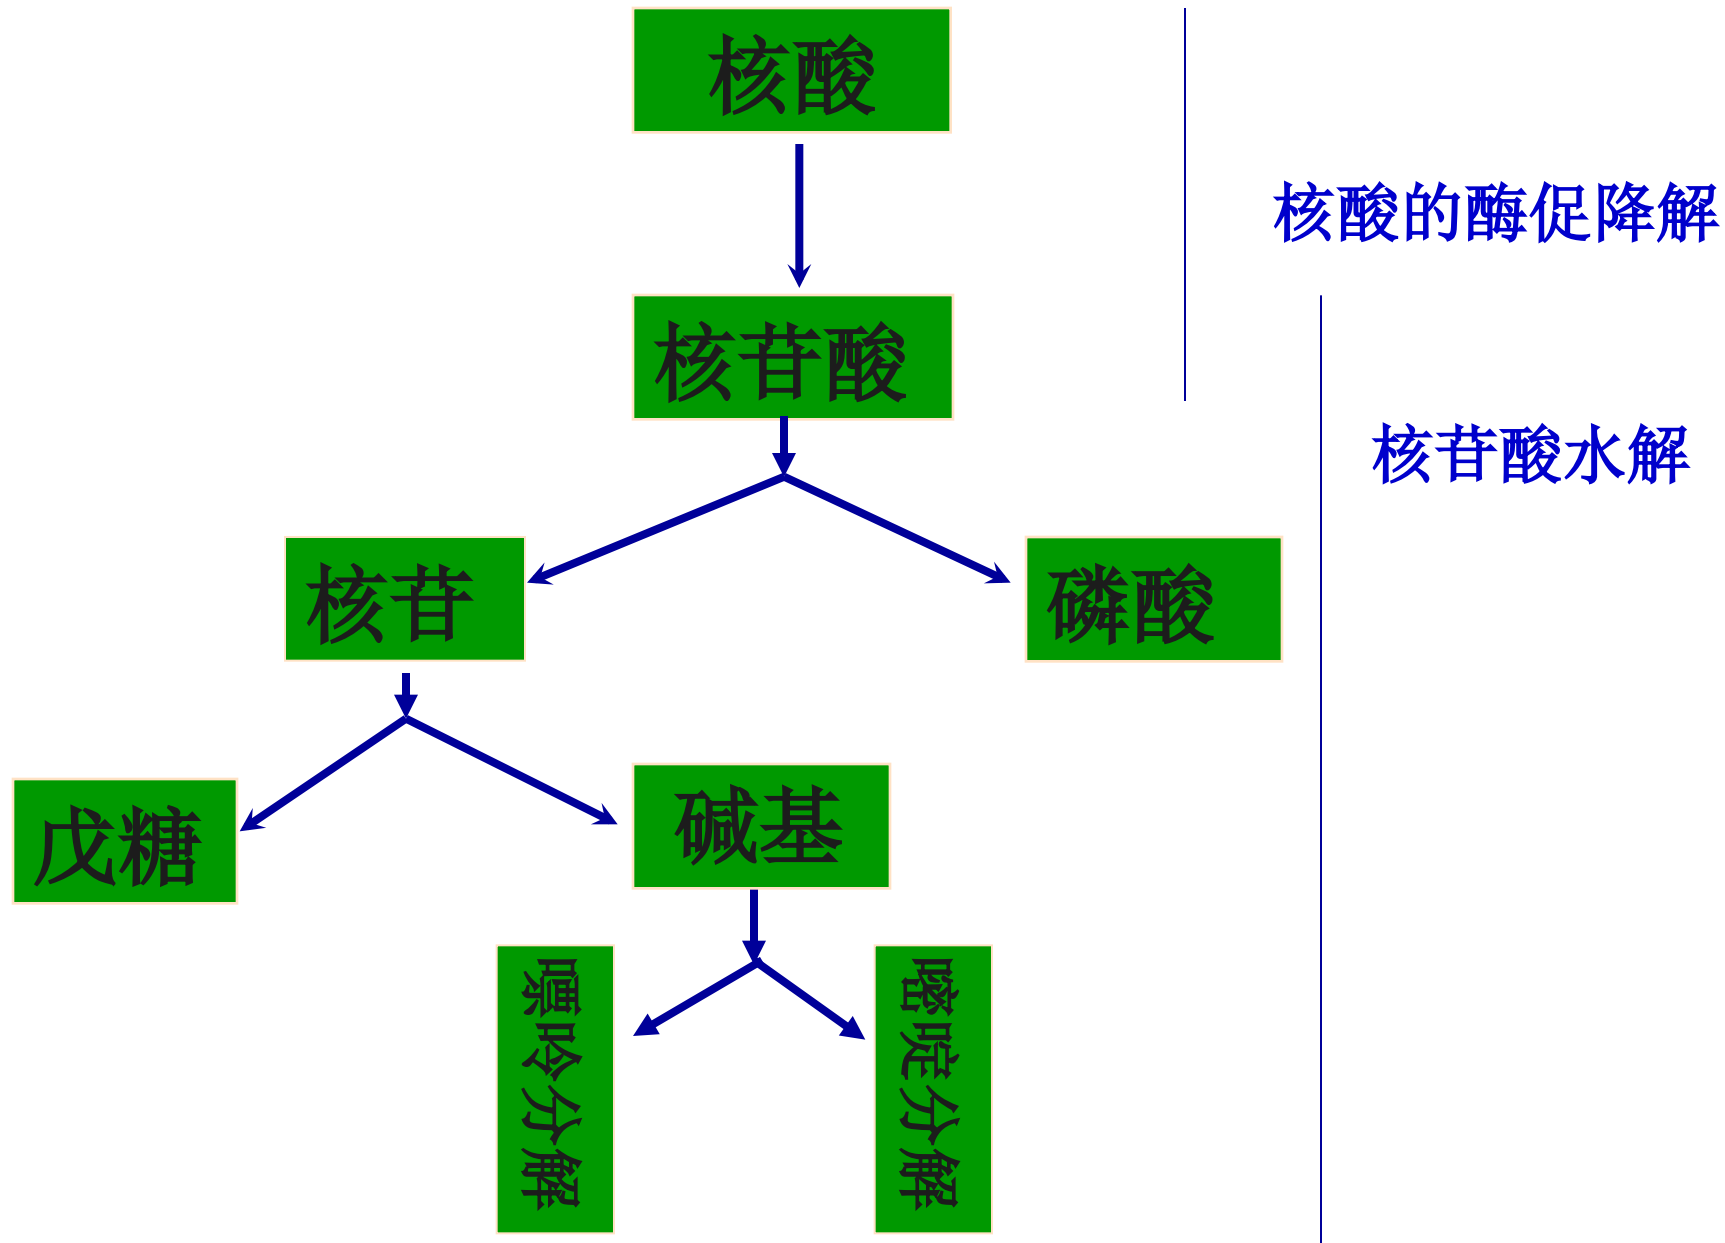 核酸
核酸的酶促降解
核苷酸
核苷酸水解
核苷
磷酸
戊糖
碱基
嘌呤分解
嘧啶分解